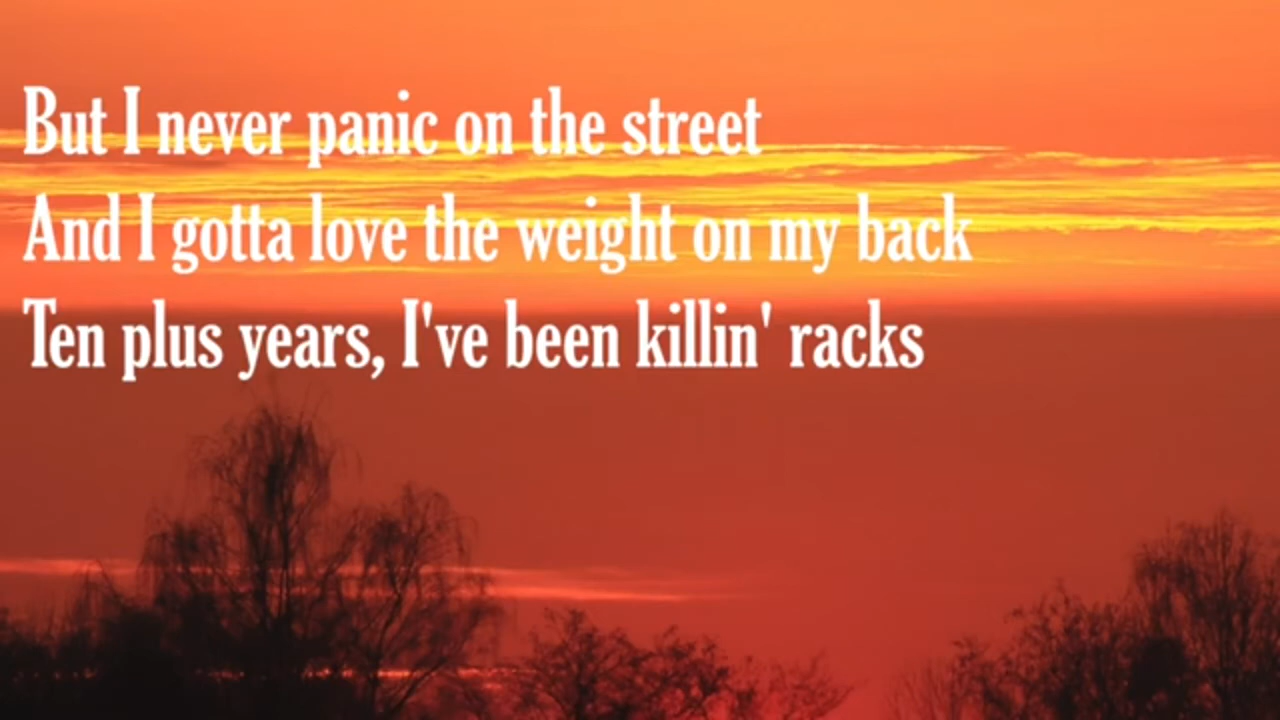 But I never panic on the street
And I gotta love the weight on my back
Ten plus years, I've been killin' racks